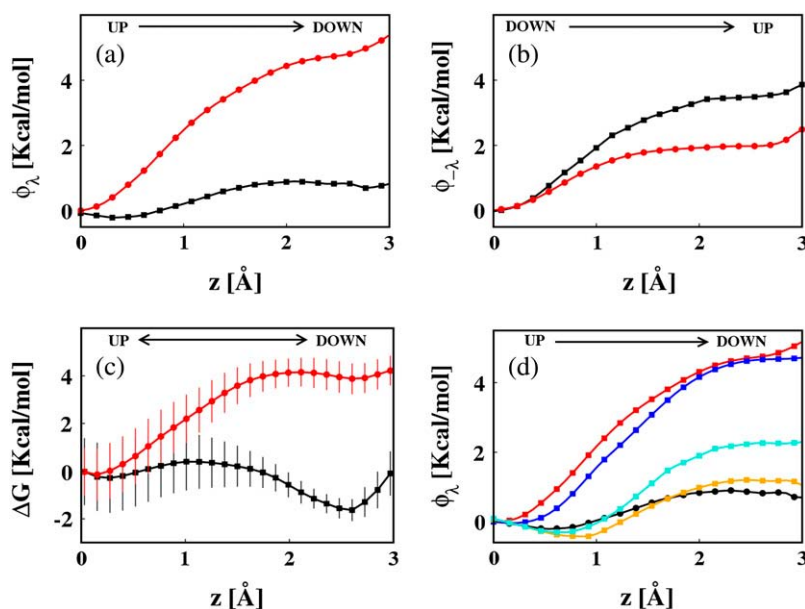 UP DOWN
(a)
ϕλ [Kcal/mol]
4
2
0
0 1 2 3
z [Å]
DOWN UP
(b)
ϕ−λ [Kcal/mol]
4
2
0
0 1 2 3
z [Å]
UP DOWN
(c)
ΔG [Kcal/mol]
4
2
0
-2
0 1 2 3
z [Å]
UP DOWN
(d)
ϕλ [Kcal/mol]
4
2
0
0 1 2 3
z [Å]